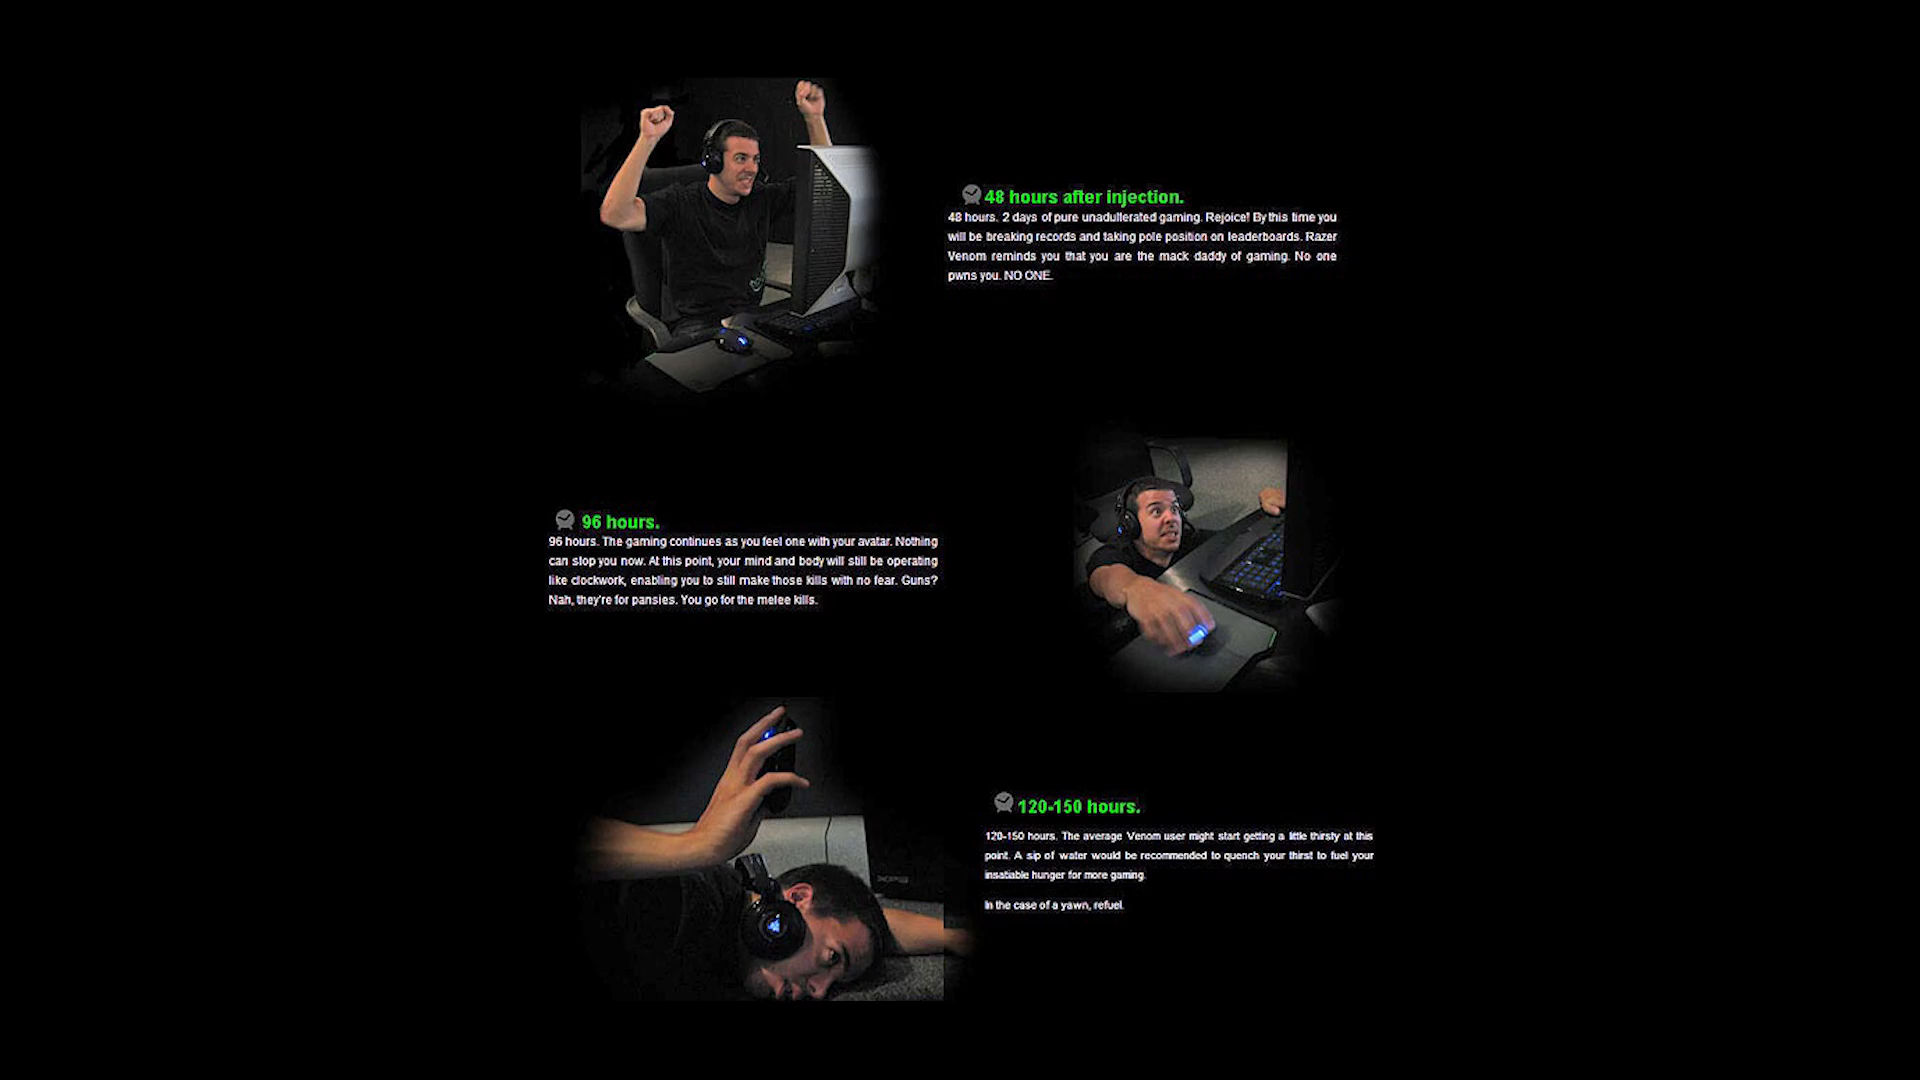 48 hours after injection.
48 hours. 2 days of pure unadulterated gaming. Rejoice! By this time you
will be breaking records and taking pole position on leaderboards. Razer
Venom reminds you that you are the mack daddy of gaming. No one
pwns you. NO ONE.
96 hours.
96 hours. The gaming continues as you feel one with your avatar. Nothing
can stop you now. At this point, your mind and body will still be operating
like clockwork, enabling you to still make those kills with no fear. Guns?
Nah, they're for pansies. You go for the melee kills.
XPS
120-150 hours.
120-150 hours. The average Venom user might start getting a little thirsty at this
point. A sip of water would be recommended to quench your thirst to fuel your
insatiable hunger for more gaming.
In the case of a yawn, refuel.